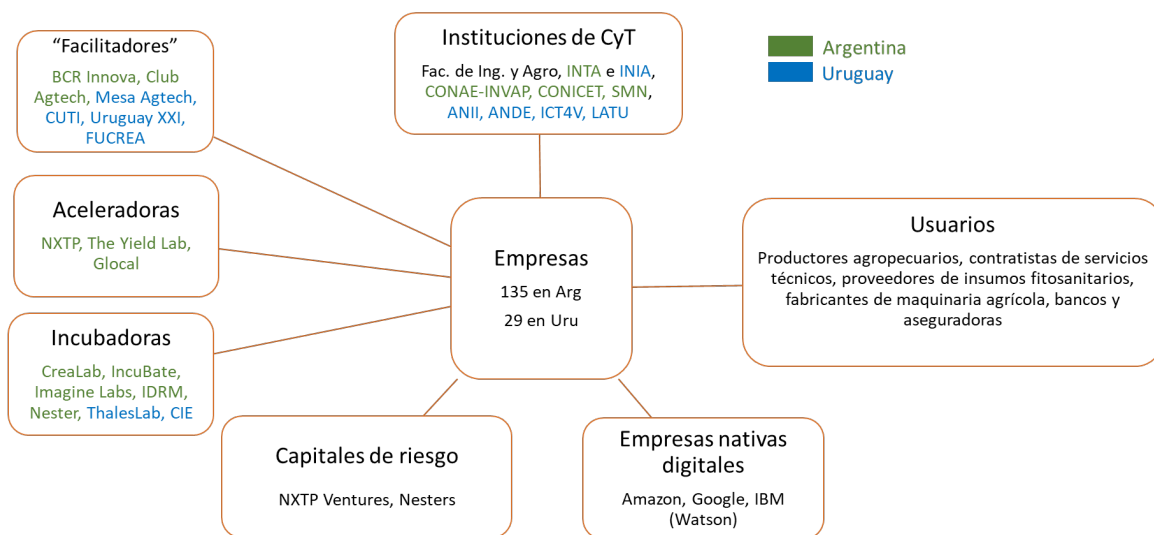 “Facilitadores”
BCR Innova, Club
Agtech, Mesa Agtech,
CUTI, Uruguay XXI,
FUCREA
Instituciones de CyT
Fac. de Ing. y Agro, INTA e INIA,
CONAE-INVAP, CONICET, SMN,
ANII, ANDE, ICT4V, LATU
Argentina
Uruguay
Aceleradoras
NXTP, The Yield Lab,
Glocal
Empresas
135 en Arg
29 en Uru
Usuarios
Productores agropecuarios, contratistas de servicios
técnicos, proveedores de insumos fitosanitarios,
fabricantes de maquinaria agrícola, bancos y
aseguradoras
Incubadoras
CreaLab, IncuBate,
Imagine Labs, IDRM,
Nester, ThalesLab, CIE
Capitales de riesgo
NXTP Ventures, Nesters
Empresas nativas
digitales
Amazon, Google, IBM
(Watson)